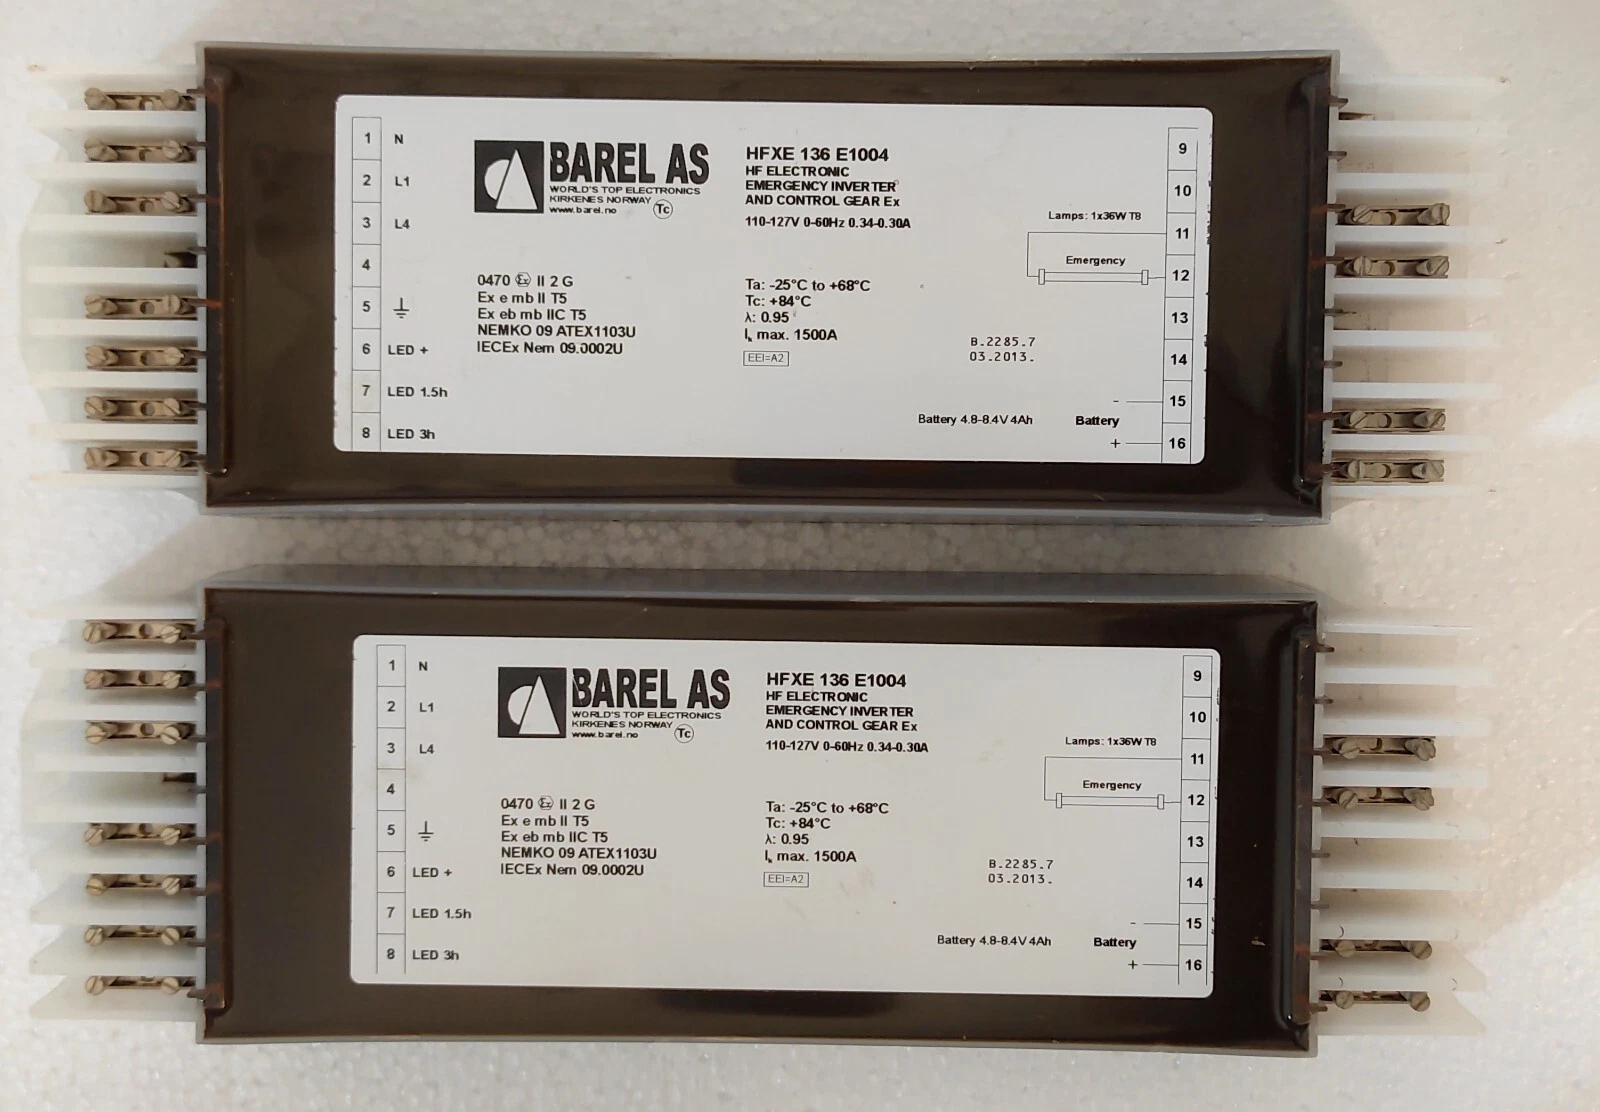 1 N
2 L1
3 L4
4
5
6 LED +
7 LED 1.5h
8 LED 3h
BAREL AS
WORLD'S TOP ELECTRONICS
KIRKENES NORWAY
www.barel.no Tc
0470 Ex II 2 G
Ex e mb II T5
Ex eb mb IIC T5
NEMKO 09 ATEX1103U
IECEx Nem 09.0002U
HFXE 136 E1004
HF ELECTRONIC
EMERGENCY INVERTER
AND CONTROL GEAR Ex
110-127V 0-60Hz 0.34-0.30A
Ta: -25°C to +68°C
Tc: +84°C
λ: 0.95
Ik max. 1500A
EEI=A2
B.2285.7
03.2013.
Lamps: 1x36W T8
Emergency
Battery 4.8-8.4V 4Ah
Battery
-
+
9
10
11
12
13
14
15
16
1 N
2 L1
3 L4
4
5
6 LED +
7 LED 1.5h
8 LED 3h
BAREL AS
WORLD'S TOP ELECTRONICS
KIRKENES NORWAY
www.barel.no Tc
0470 Ex II 2 G
Ex e mb II T5
Ex eb mb IIC T5
NEMKO 09 ATEX1103U
IECEx Nem 09.0002U
HFXE 136 E1004
HF ELECTRONIC
EMERGENCY INVERTER
AND CONTROL GEAR Ex
110-127V 0-60Hz 0.34-0.30A
Ta: -25°C to +68°C
Tc: +84°C
λ: 0.95
Ik max. 1500A
EEI=A2
B.2285.7
03.2013.
Lamps: 1x36W T8
Emergency
Battery 4.8-8.4V 4Ah
Battery
-
+
9
10
11
12
13
14
15
16